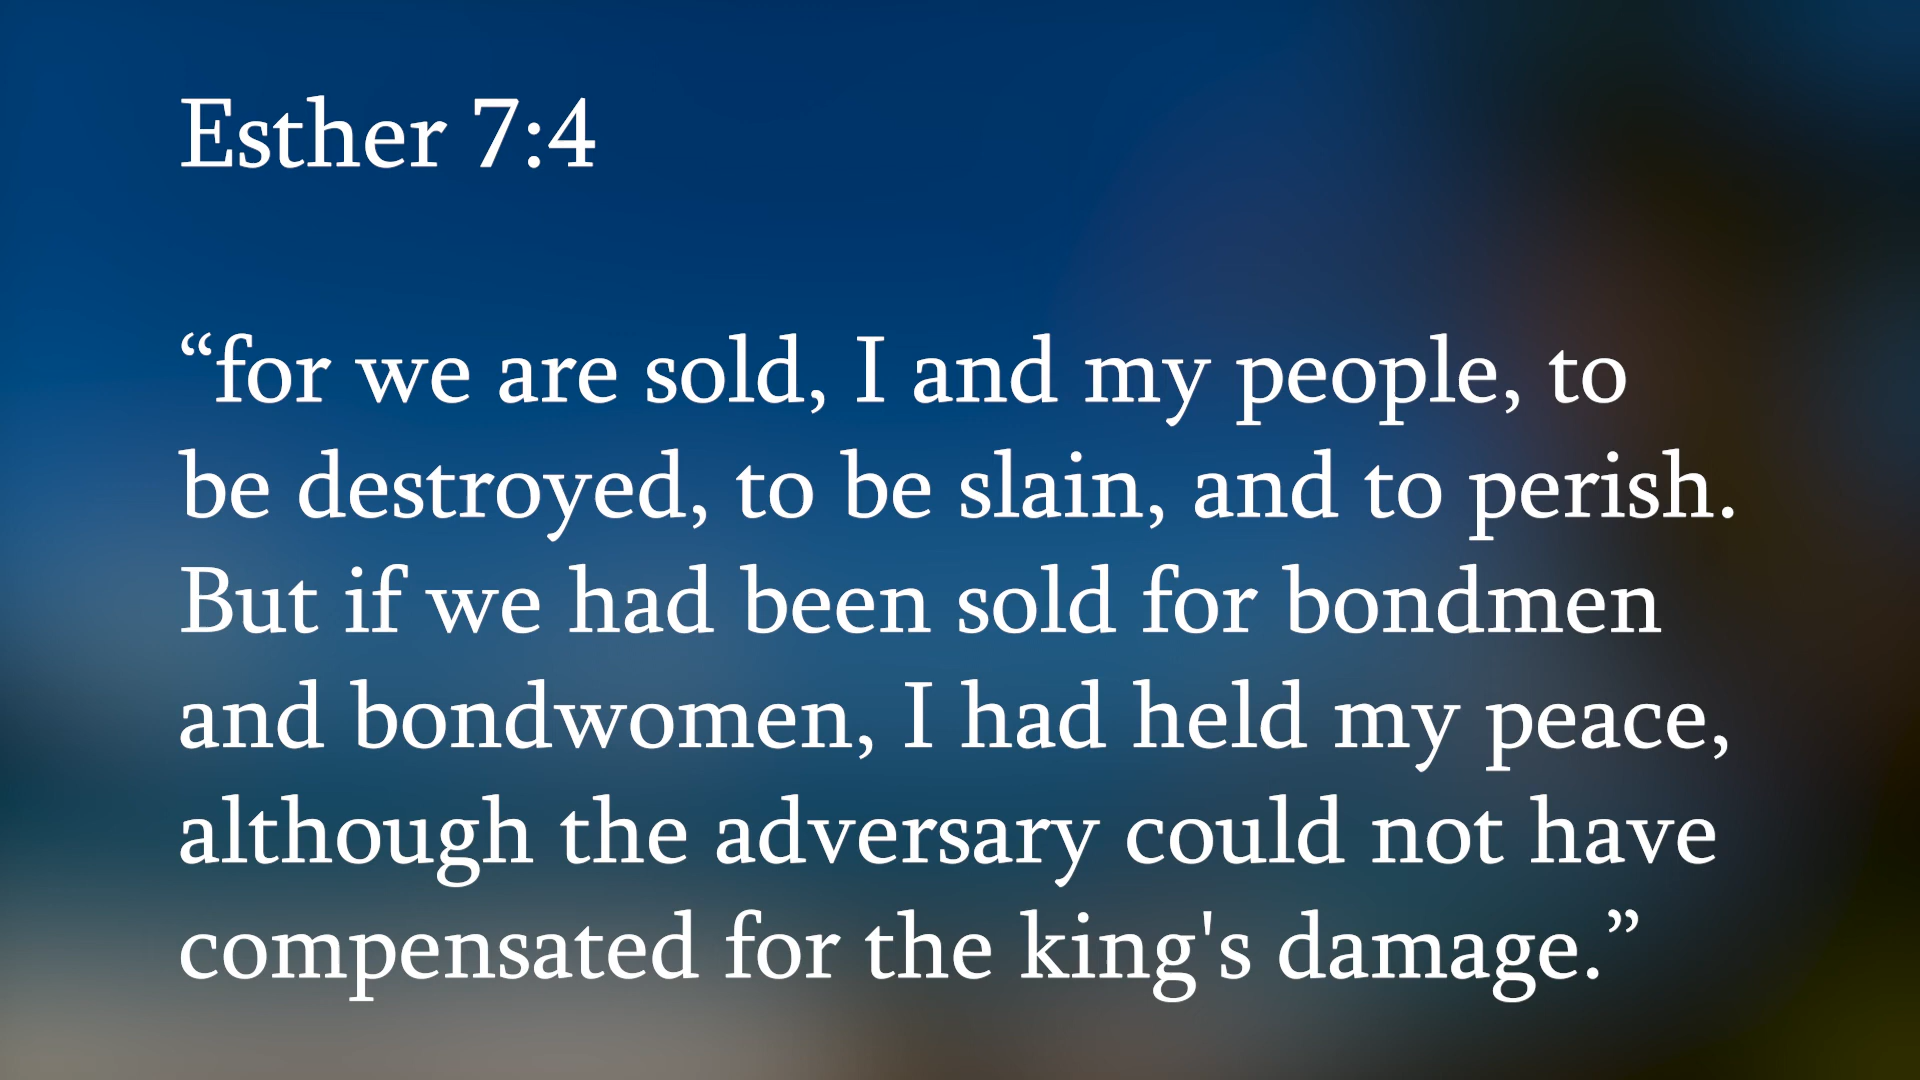 Esther 7:4
“for we are sold, I and my people, to
be destroyed, to be slain, and to perish.
But if we had been sold for bondmen
and bondwomen, I had held my peace,
although the adversary could not have
compensated for the king's damage.”